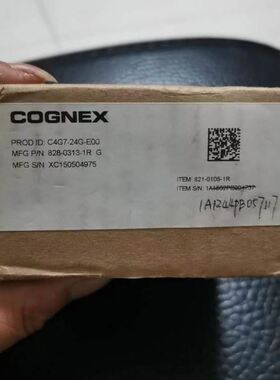 COGNEX
PROD ID: C4G7-24G-E00
MFG P/N: 828-0313-1R G
MFG S/N: XC150504975
ITEM: 821-0105-1R
ITEM S/N: